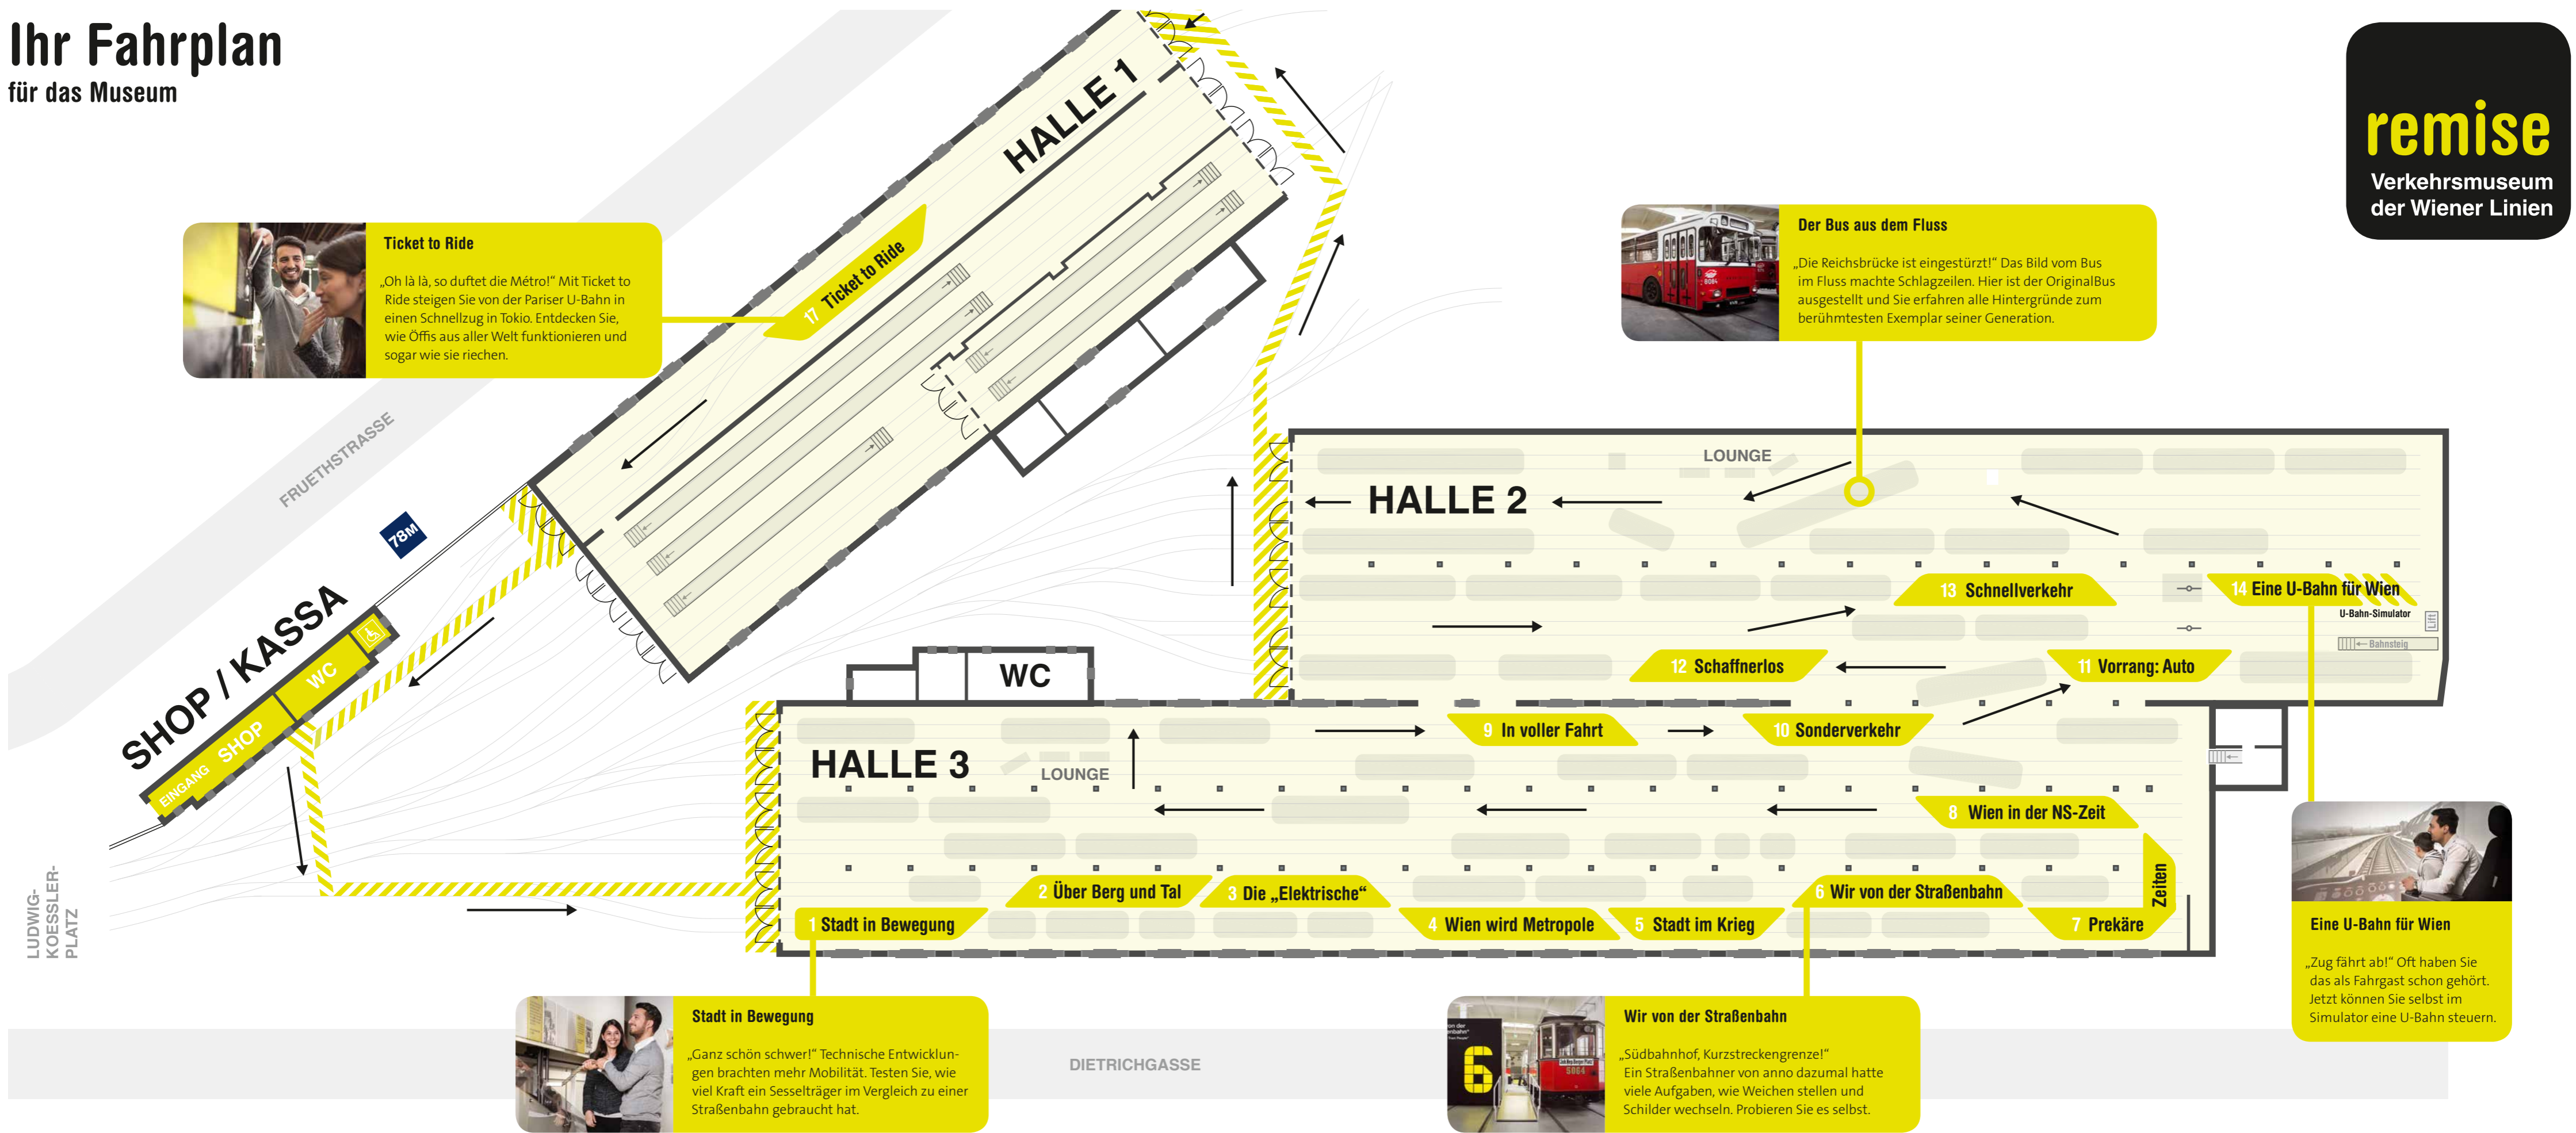 Ihr Fahrplan
für das Museum
remise
Verkehrsmuseum
der Wiener Linien
HALLE 1
17 Ticket to Ride
Ticket to Ride
„Oh là là, so duftet die Métro!“ Mit Ticket to
Ride steigen Sie von der Pariser U-Bahn in
einen Schnellzug in Tokio. Entdecken Sie,
wie Öffis aus aller Welt funktionieren und
sogar wie sie riechen.
Der Bus aus dem Fluss
„Die Reichsbrücke ist eingestürzt!“ Das Bild vom Bus
im Fluss machte Schlagzeilen. Hier ist der OriginalBus
ausgestellt und Sie erfahren alle Hintergründe zum
berühmtesten Exemplar seiner Generation.
FRUETHSTRASSE
78M
SHOP / KASSA
WC
SHOP
EINGANG
LUDWIG-
KOESSLER-
PLATZ
LOUNGE
HALLE 2
13 Schnellverkehr
14 Eine U-Bahn für Wien
U-Bahn-Simulator
Lift
Bahnsteig
12 Schaffnerlos
11 Vorrang: Auto
WC
9 In voller Fahrt
10 Sonderverkehr
HALLE 3
LOUNGE
8 Wien in der NS-Zeit
2 Über Berg und Tal
3 Die „Elektrische“
6 Wir von der Straßenbahn
1 Stadt in Bewegung
4 Wien wird Metropole
5 Stadt im Krieg
7 Prekäre
Zeiten
Eine U-Bahn für Wien
„Zug fährt ab!“ Oft haben Sie
das als Fahrgast schon gehört.
Jetzt können Sie selbst im
Simulator eine U-Bahn steuern.
Stadt in Bewegung
„Ganz schön schwer!“ Technische Entwicklun-
gen brachten mehr Mobilität. Testen Sie, wie
viel Kraft ein Sesselträger im Vergleich zu einer
Straßenbahn gebraucht hat.
DIETRICHGASSE
6
5064
Wir von der Straßenbahn
„Südbahnhof, Kurzstreckengrenze!“
Ein Straßenbahner von anno dazumal hatte
viele Aufgaben, wie Weichen stellen und
Schilder wechseln. Probieren Sie es selbst.